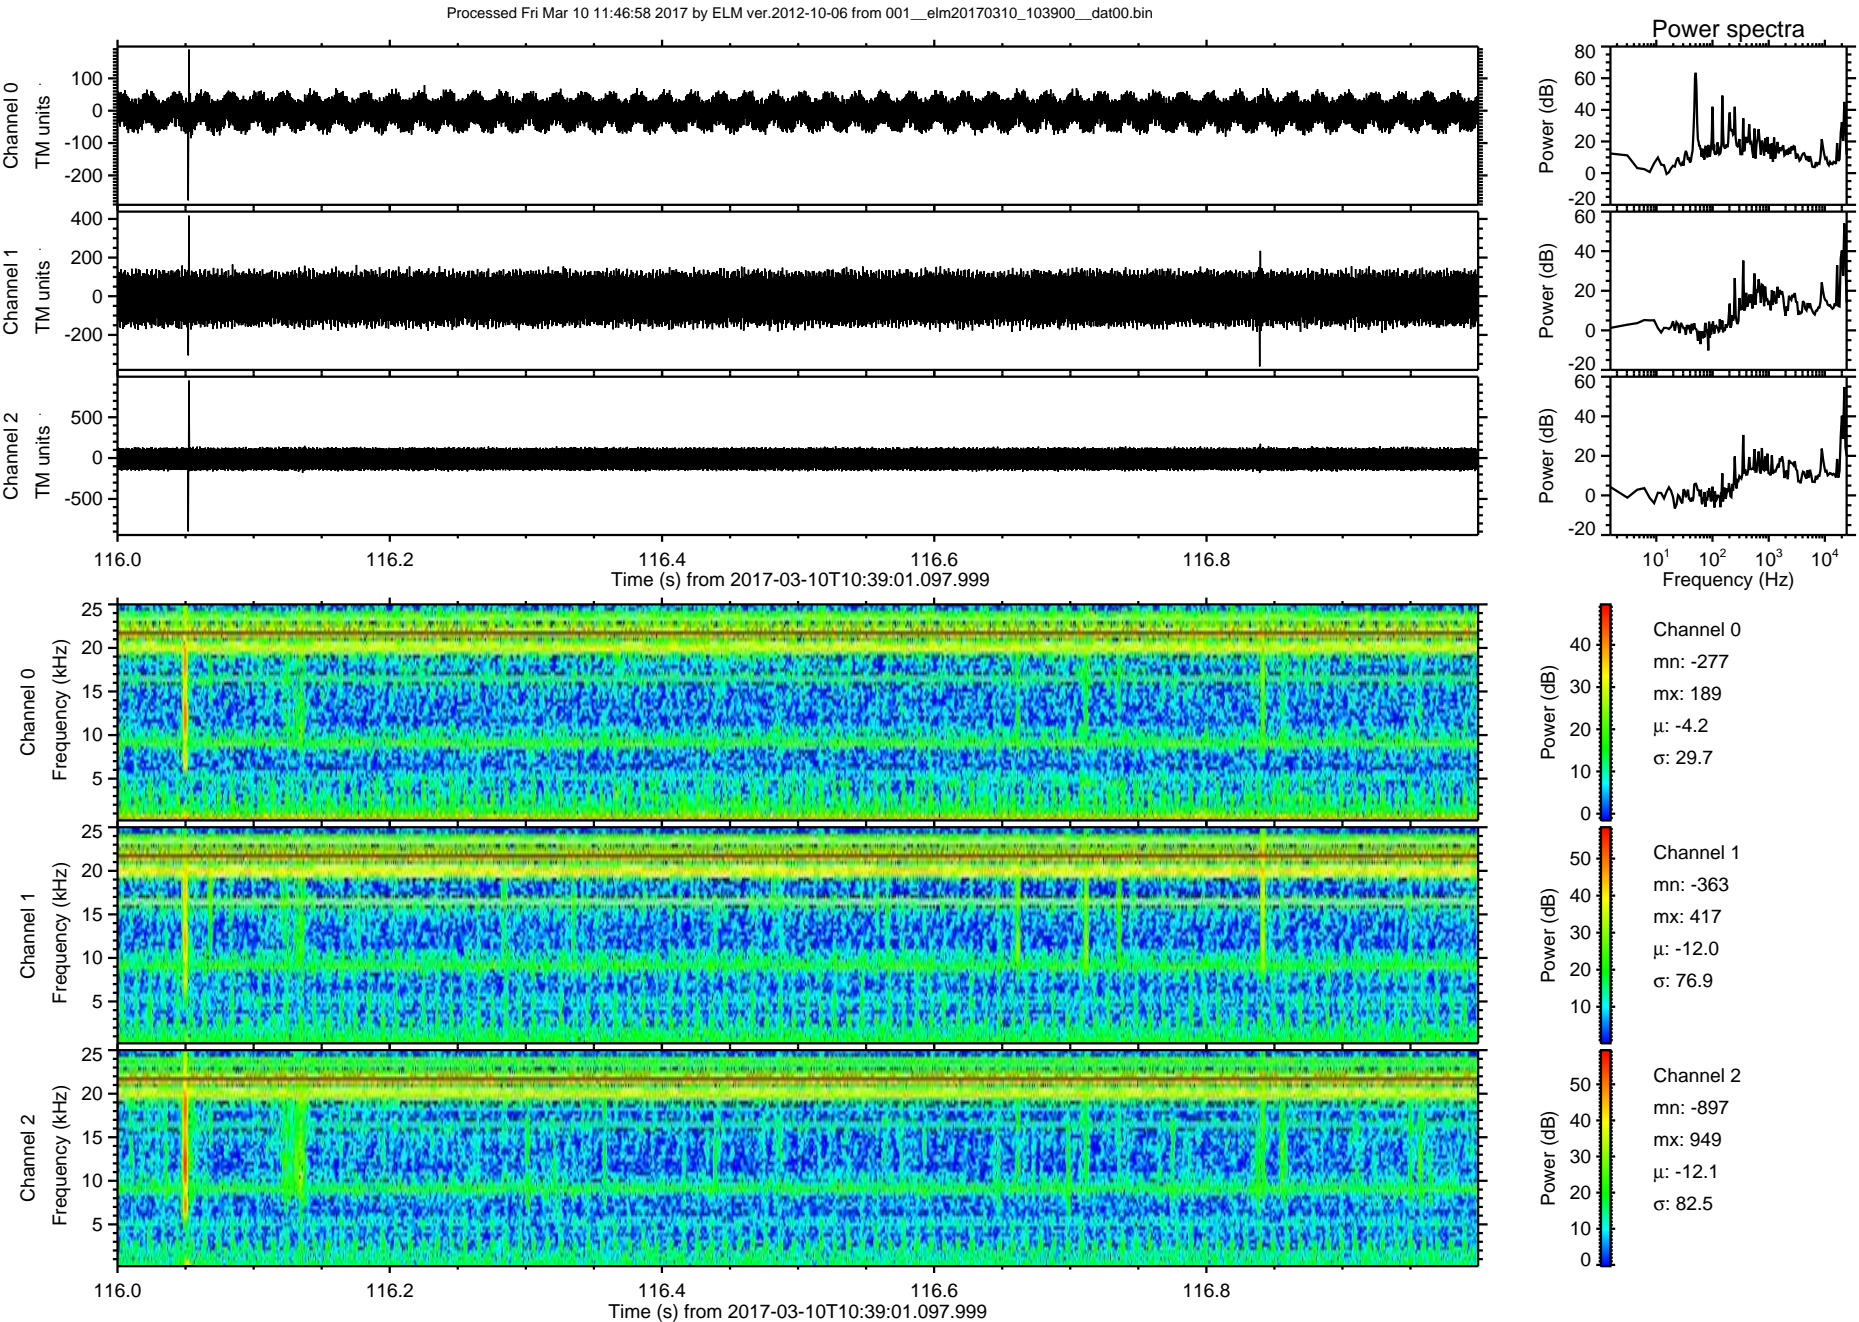 Processed Fri Mar 10 11:46:58 2017 by ELM ver.2012-10-06 from 001__elm20170310_103900__dat00.bin
Power spectra
Channel 0
TM units
100
0
-100
-200
Power (dB)
80
60
40
20
0
-20
Channel 1
TM units
400
200
0
-200
Power (dB)
60
40
20
0
-20
Channel 2
TM units
500
0
-500
Power (dB)
60
40
20
0
-20
116.0 116.2 116.4 116.6 116.8
Time (s) from 2017-03-10T10:39:01.097.999
10¹ 10² 10³ 10⁴
Frequency (Hz)
Channel 0
Frequency (kHz)
25
20
15
10
5
Power (dB)
40
30
20
10
0
Channel 0
mn: -277
mx: 189
µ: -4.2
σ: 29.7
Channel 1
Frequency (kHz)
25
20
15
10
5
Power (dB)
50
40
30
20
10
Channel 1
mn: -363
mx: 417
µ: -12.0
σ: 76.9
Channel 2
Frequency (kHz)
25
20
15
10
5
Power (dB)
50
40
30
20
10
0
Channel 2
mn: -897
mx: 949
µ: -12.1
σ: 82.5
116.0 116.2 116.4 116.6 116.8
Time (s) from 2017-03-10T10:39:01.097.999